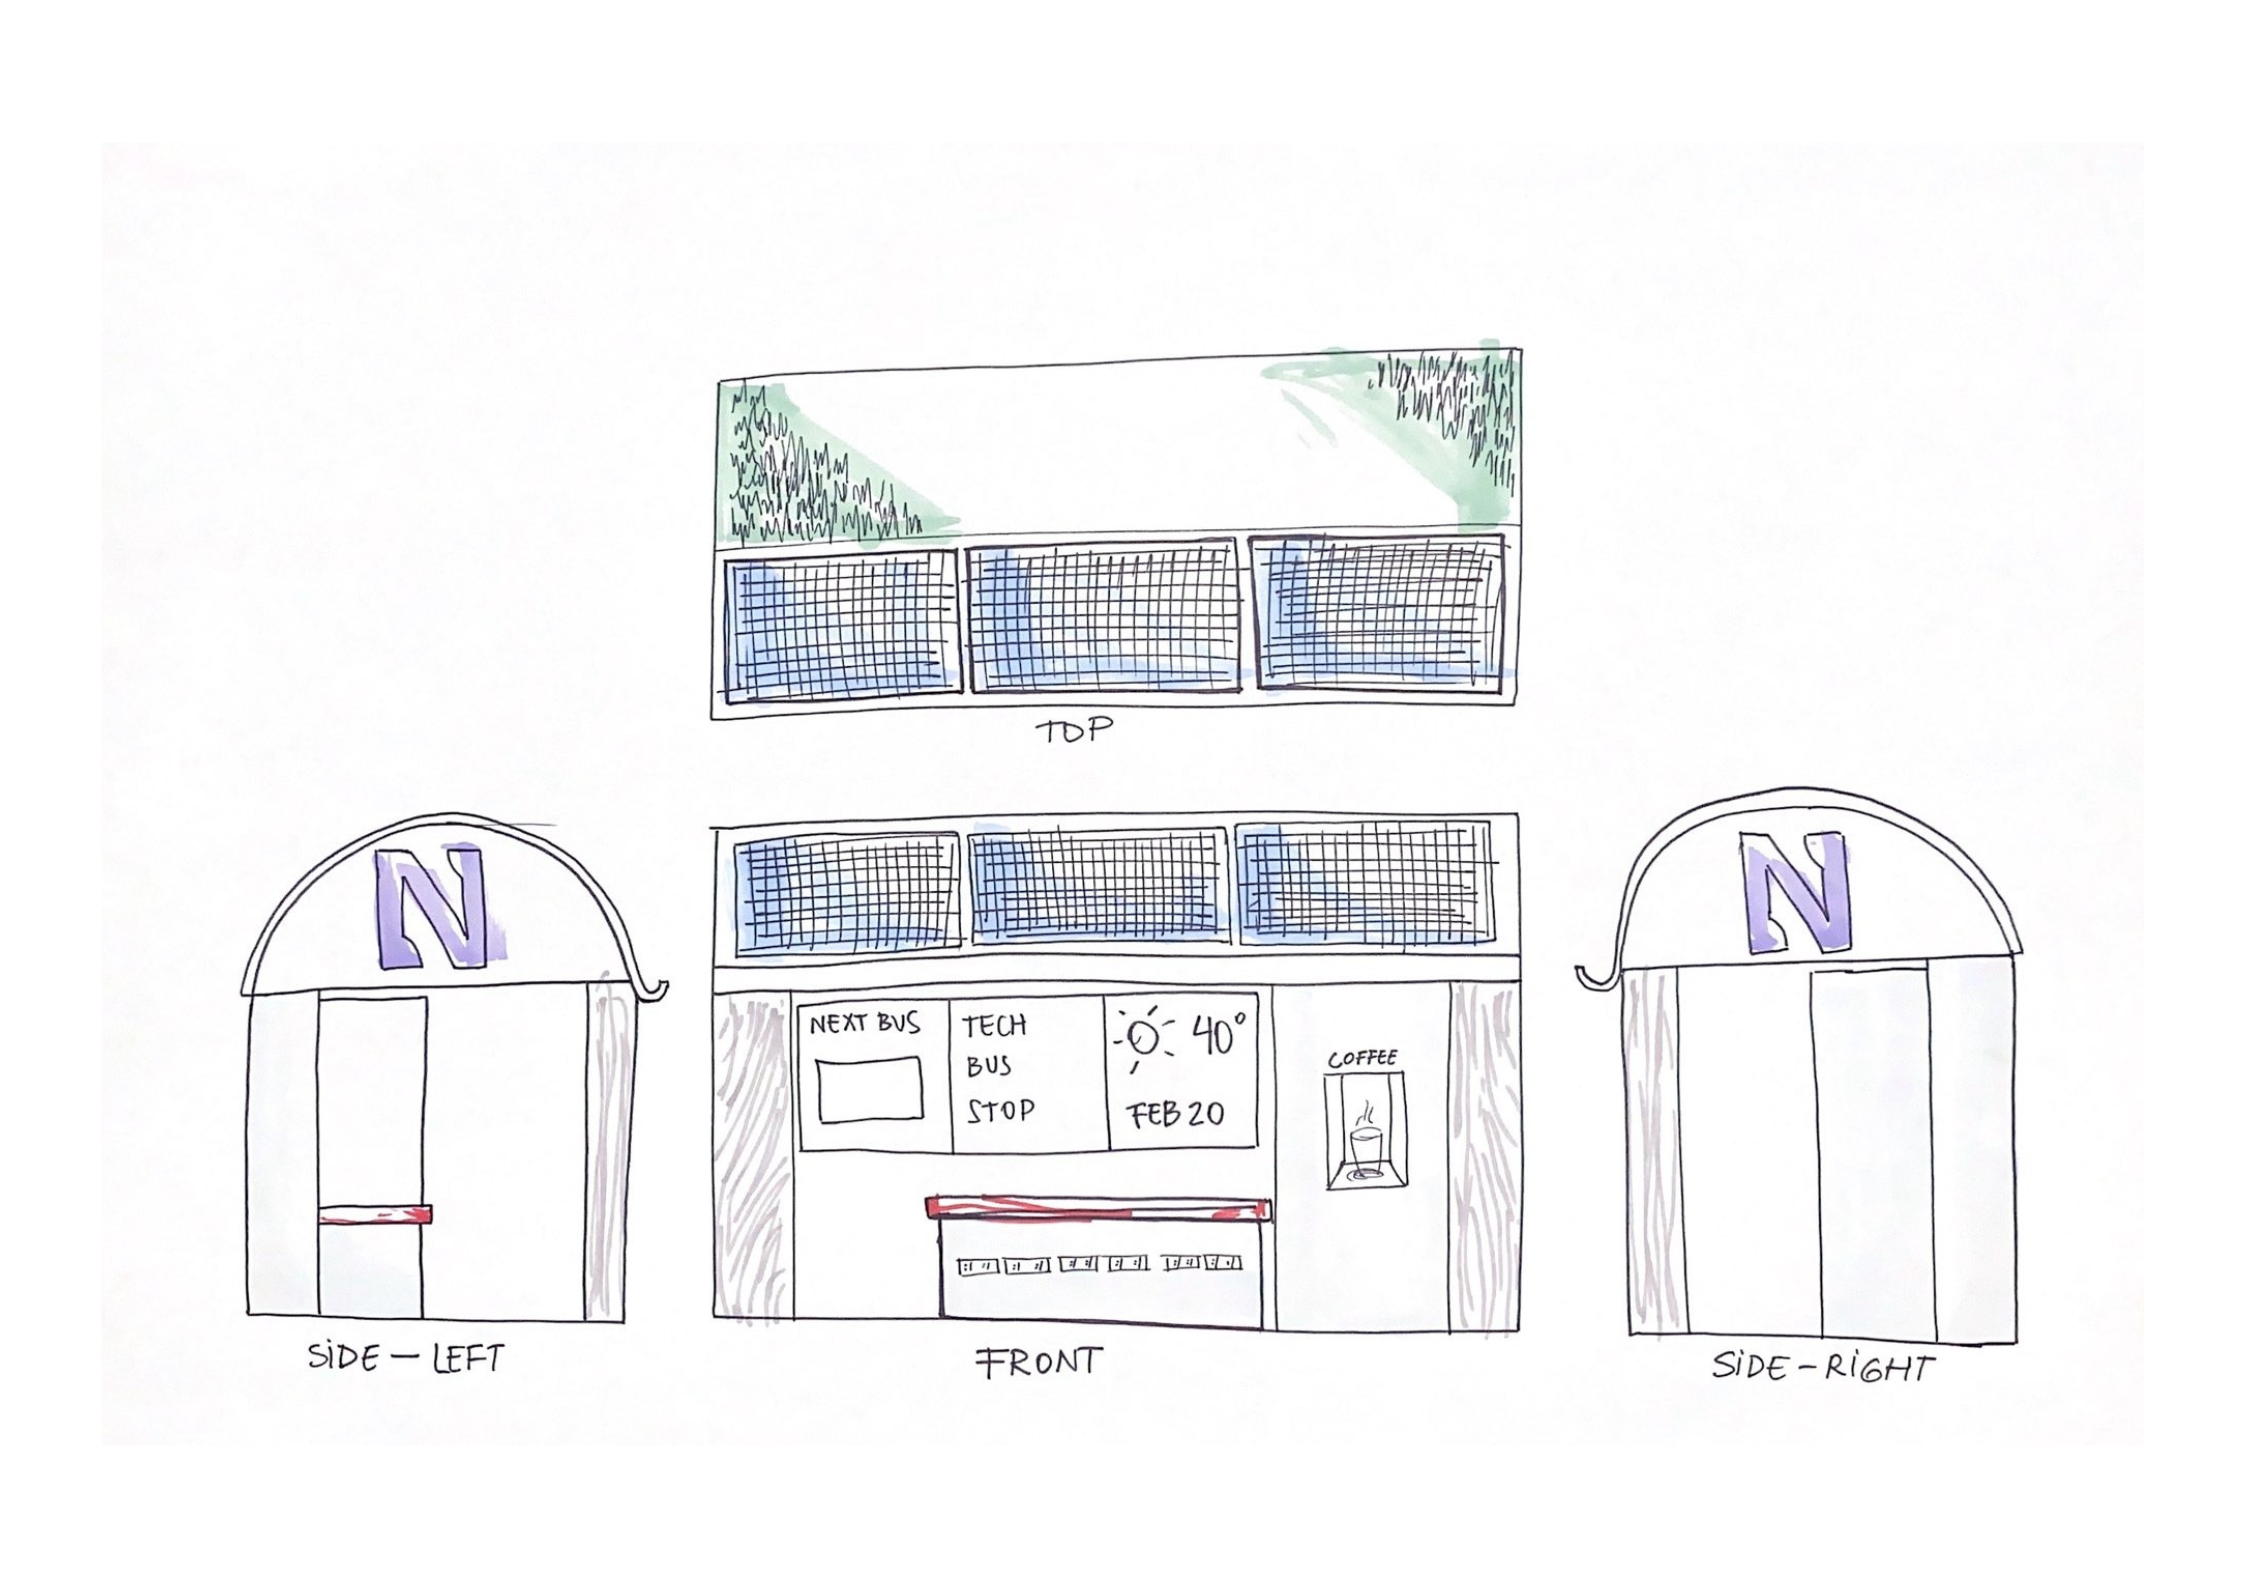 TOP
N
N
NEXT BUS
TECH
BUS
STOP
40°
FEB 20
COFFEE
SIDE - LEFT
FRONT
SIDE - RIGHT